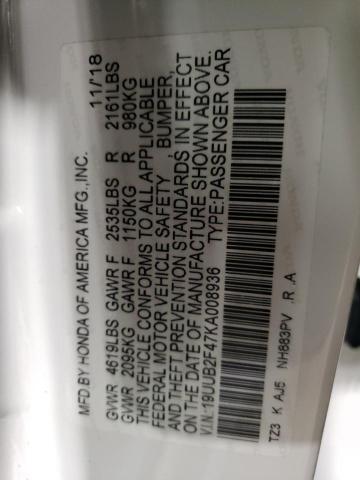 MFD.BY HONDA OF AMERICA MFG.,INC. 11/18
GVWR 4619LBS GAWR F 2535LBS R 2161LBS
GVWR 2095KG GAWR F 1150KG R 980KG
THIS VEHICLE CONFORMS TO ALL APPLICABLE
FEDERAL MOTOR VEHICLE SAFETY, BUMPER,
AND THEFT PREVENTION STANDARDS IN EFFECT
ON THE DATE OF MANUFACTURE SHOWN ABOVE.
V.I.N.:19UUB2F47KA008936 TYPE:PASSENGER CAR
TZ3 K AJ5 NH883PV .R .A